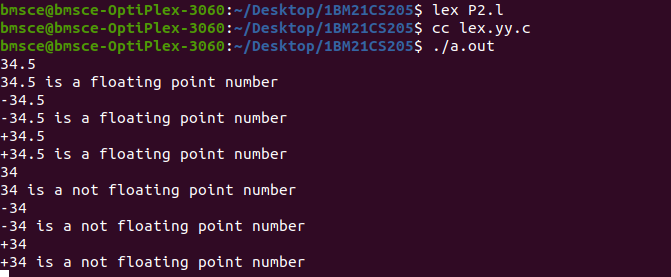 bmsce@bmsce-OptiPlex-3060:~/Desktop/1BM21CS205$ lex P2.l
bmsce@bmsce-OptiPlex-3060:~/Desktop/1BM21CS205$ cc lex.yy.c
bmsce@bmsce-OptiPlex-3060:~/Desktop/1BM21CS205$ ./a.out
34.5
34.5 is a floating point number
-34.5
-34.5 is a floating point number
+34.5
+34.5 is a floating point number
34
34 is a not floating point number
-34
-34 is a not floating point number
+34
+34 is a not floating point number